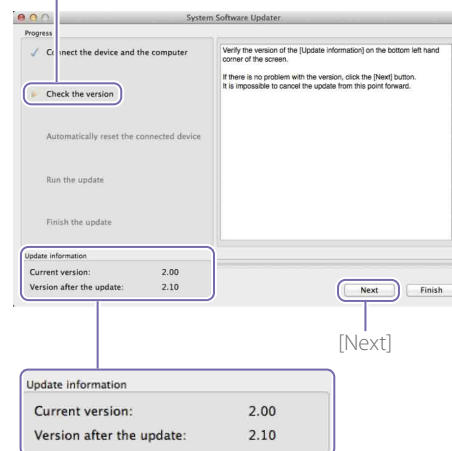 System Software Updater
Progress
Connect the device and the computer
Check the version
Automatically reset the connected device
Run the update
Finish the update
Verify the version of the [Update information] on the bottom left hand
corner of the screen.
If there is no problem with the version, click the [Next] button.
It is impossible to cancel the update from this point forward.
Update information
Current version: 2.00
Version after the update: 2.10
Next Finish
[Next]
Update information
Current version: 2.00
Version after the update: 2.10